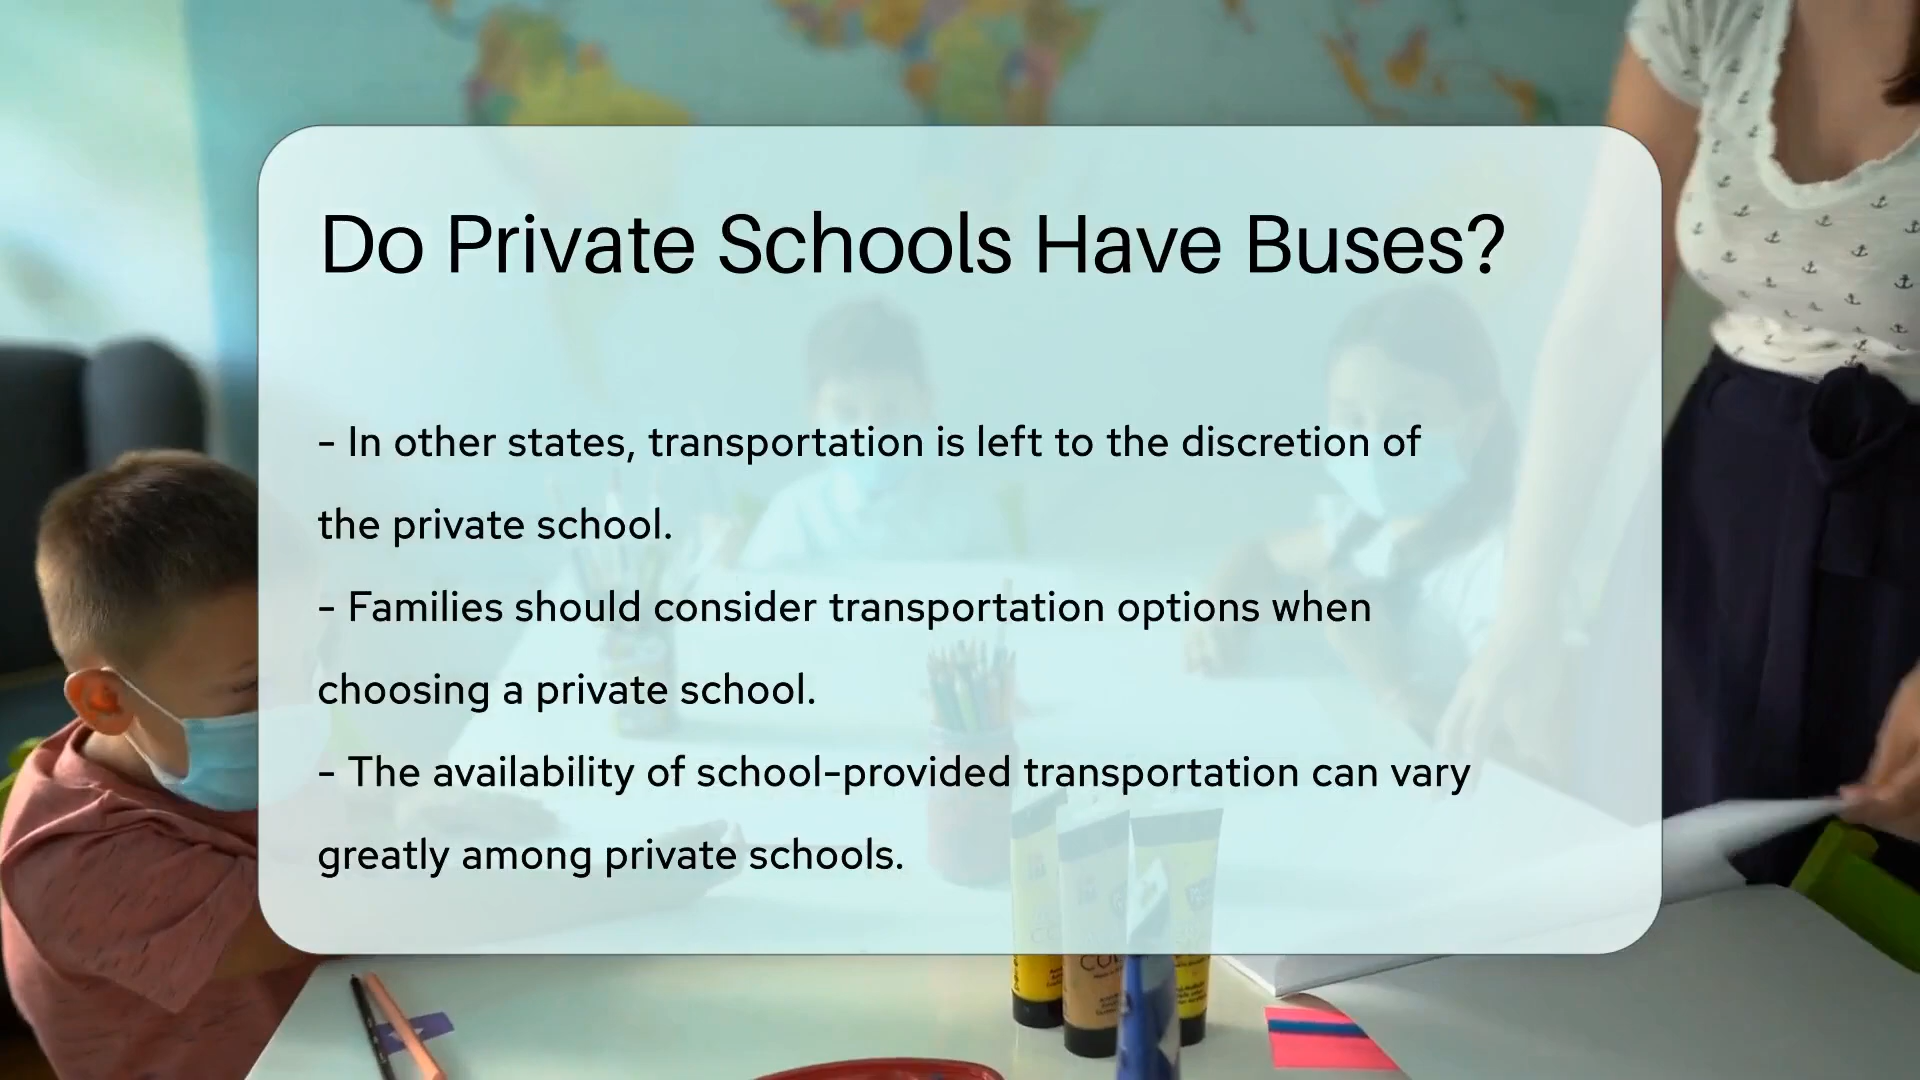 Do Private Schools Have Buses?
- In other states, transportation is left to the discretion of
the private school.
- Families should consider transportation options when
choosing a private school.
- The availability of school-provided transportation can vary
greatly among private schools.